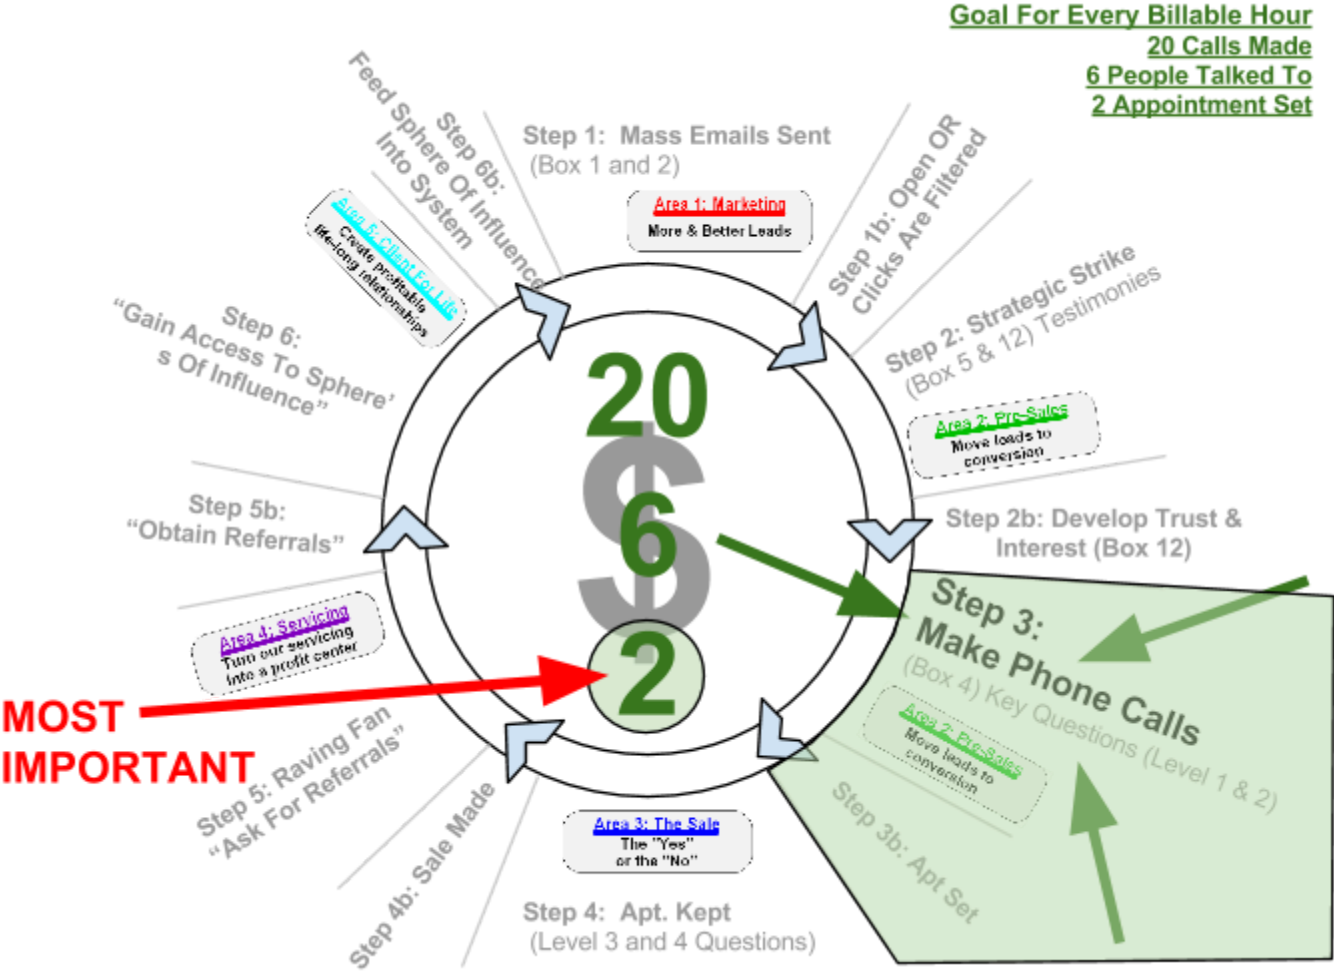 Goal For Every Billable Hour
20 Calls Made
6 People Talked To
2 Appointment Set
Step 1: Mass Emails Sent
(Box 1 and 2)
Area 1: Marketing
More & Better Leads
Step 1b: Open OR
Clicks Are Filtered
Step 2: Strategic Strike
(Box 5 & 12) Testimonies
Area 2: Pre-Sales
Move leads to
conversion
Step 2b: Develop Trust &
Interest (Box 12)
Step 3:
Make Phone Calls
(Box 4) Key Questions (Level 1 & 2)
Area 2: Pre-Sales
Move leads to
conversion
Step 3b: Apt Set
Area 3: The Sale
The "Yes"
or the "No"
Step 4: Apt. Kept
(Level 3 and 4 Questions)
Step 4b: Sale Made
Step 5: Raving Fan
“Ask For Referrals”
Area 4: Servicing
Turn our servicing
into a profit center
Step 5b:
“Obtain Referrals”
Step 6:
“Gain Access To Sphere’
s Of Influence”
Area 5: Client For Life
Create profitable
life-long relationships
Step 6b:
Feed Sphere Of Influence
Into System
20
$
6
2
MOST
IMPORTANT